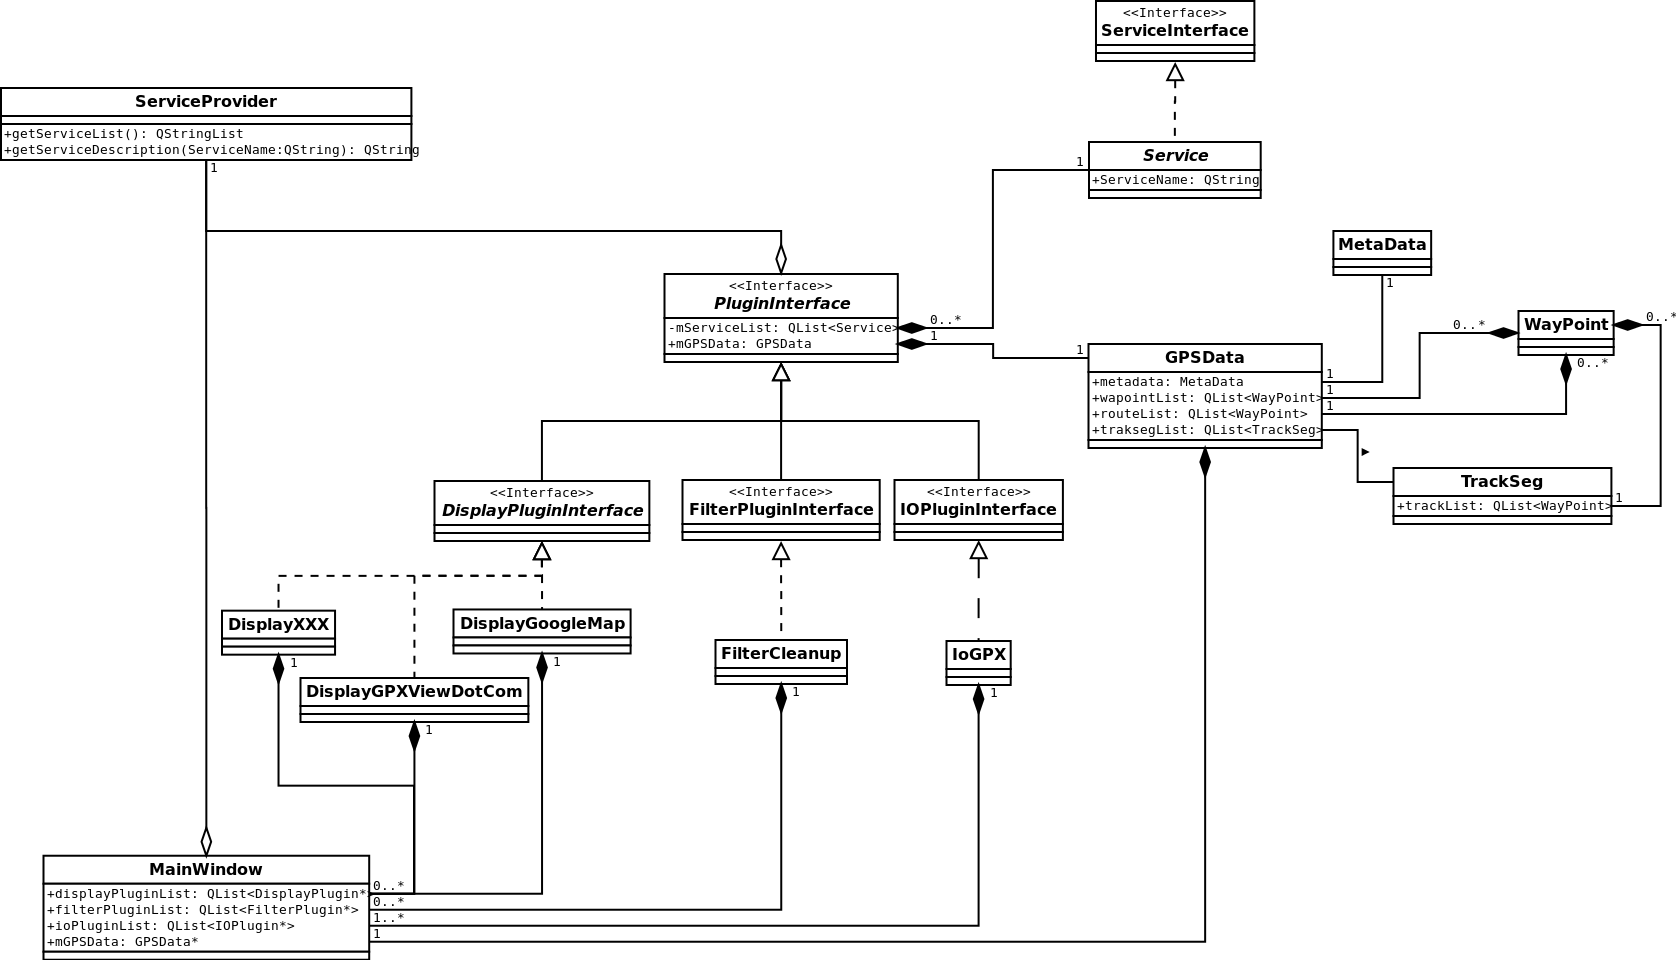 <<Interface>>
ServiceInterface
ServiceProvider
+getServiceList(): QStringList
+getServiceDescription(ServiceName:QString): QString
1
Service
+ServiceName: QString
1
<<Interface>>
PluginInterface
-mServiceList: QList<Service>
+mGPSData: GPSData
0..*
1
MetaData
1
WayPoint
0..*
0..*
0..*
1
GPSData
+metadata: MetaData
+wapointList: QList<WayPoint>
+routeList: QList<WayPoint>
+traksegList: QList<TrackSeg>
1
1
1
TrackSeg
+trackList: QList<WayPoint>
1
<<Interface>>
DisplayPluginInterface
<<Interface>>
FilterPluginInterface
<<Interface>>
IOPluginInterface
DisplayXXX
1
DisplayGoogleMap
1
DisplayGPXViewDotCom
1
FilterCleanup
1
IoGPX
1
MainWindow
+displayPluginList: QList<DisplayPlugin*>
+filterPluginList: QList<FilterPlugin*>
+ioPluginList: QList<IOPlugin*>
+mGPSData: GPSData*
0..*
0..*
1..*
1